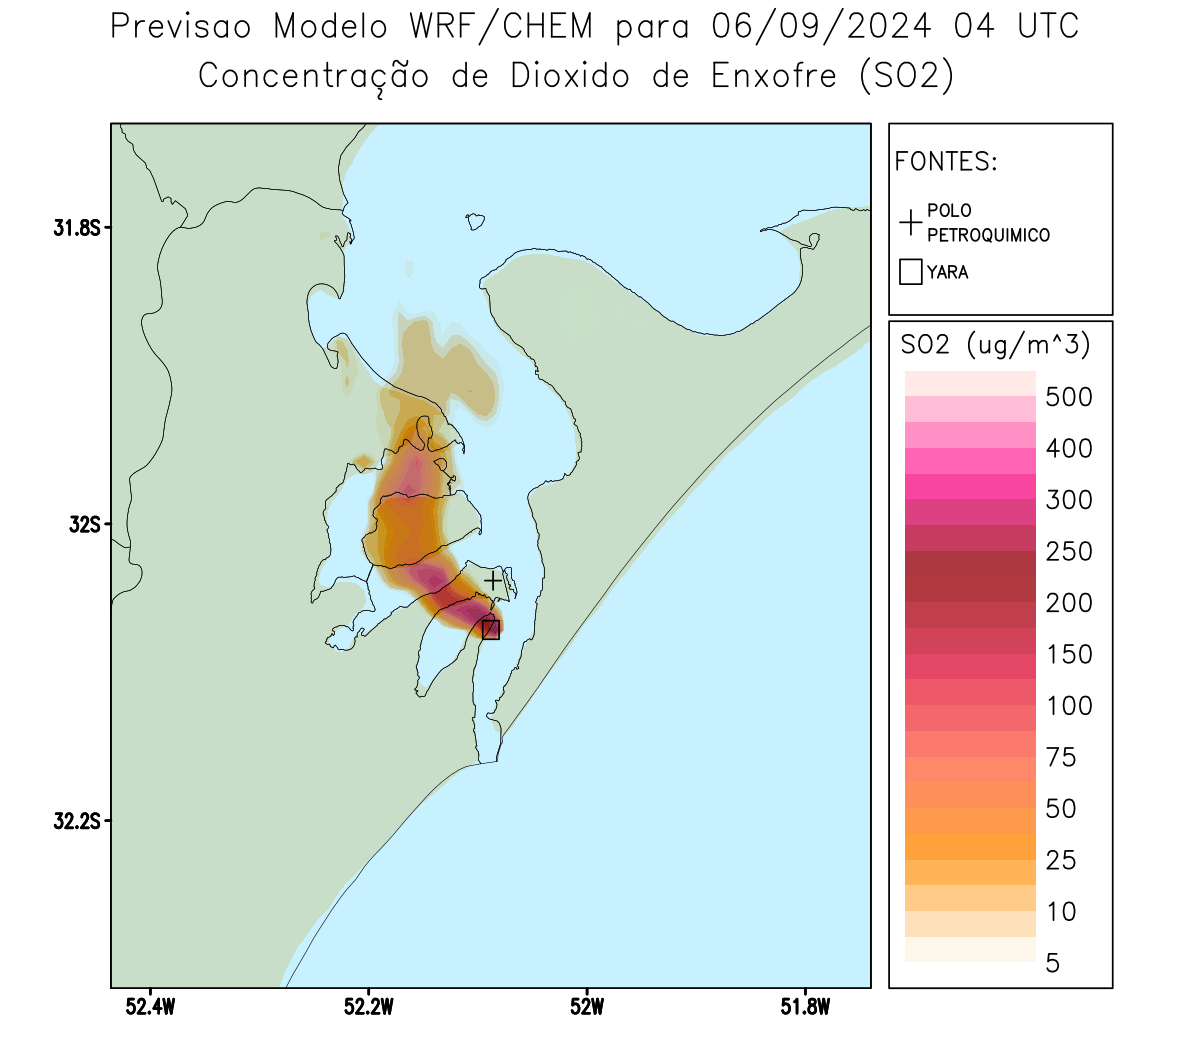 Previsao Modelo WRF/CHEM para 06/09/2024 04 UTC
Concentração de Dioxido de Enxofre (SO2)
FONTES:
POLO
PETROQUIMICO
YARA
31.8S
32S
32.2S
52.4W
52.2W
52W
51.8W
SO2 (ug/m^3)
500
400
300
250
200
150
100
75
50
25
10
5